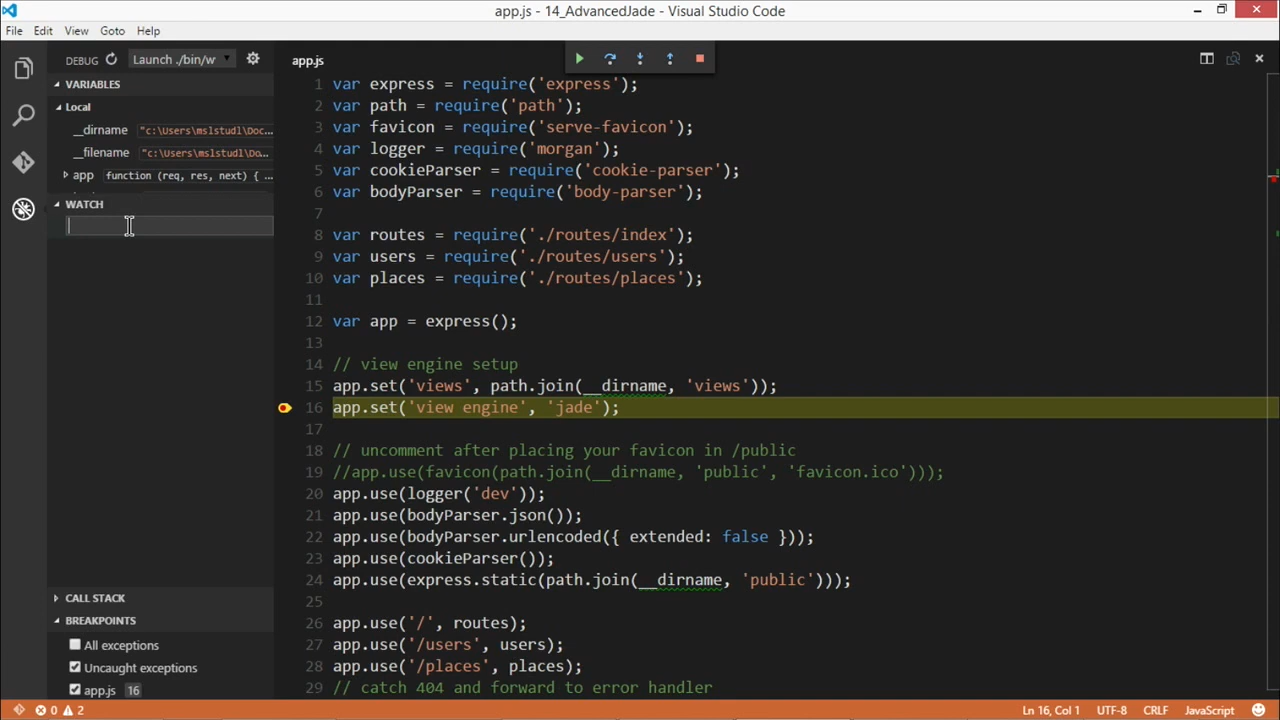 app.js - 14_AdvancedJade - Visual Studio Code
File Edit View Goto Help
DEBUG Launch ./bin/w
VARIABLES
Local
__dirname "c:\Users\mslstudl\Doc...
__filename "c:\Users\mslstudl\Do...
app function (req, res, next) { ...
WATCH
CALL STACK
BREAKPOINTS
All exceptions
Uncaught exceptions
app.js 16
app.js
1 var express = require('express');
2 var path = require('path');
3 var favicon = require('serve-favicon');
4 var logger = require('morgan');
5 var cookieParser = require('cookie-parser');
6 var bodyParser = require('body-parser');
7
8 var routes = require('./routes/index');
9 var users = require('./routes/users');
10 var places = require('./routes/places');
11
12 var app = express();
13
14 // view engine setup
15 app.set('views', path.join(__dirname, 'views'));
16 app.set('view engine', 'jade');
17
18 // uncomment after placing your favicon in /public
19 //app.use(favicon(path.join(__dirname, 'public', 'favicon.ico')));
20 app.use(logger('dev'));
21 app.use(bodyParser.json());
22 app.use(bodyParser.urlencoded({ extended: false }));
23 app.use(cookieParser());
24 app.use(express.static(path.join(__dirname, 'public')));
25
26 app.use('/', routes);
27 app.use('/users', users);
28 app.use('/places', places);
29 // catch 404 and forward to error handler
0 2 Ln 16, Col 1 UTF-8 CRLF JavaScript